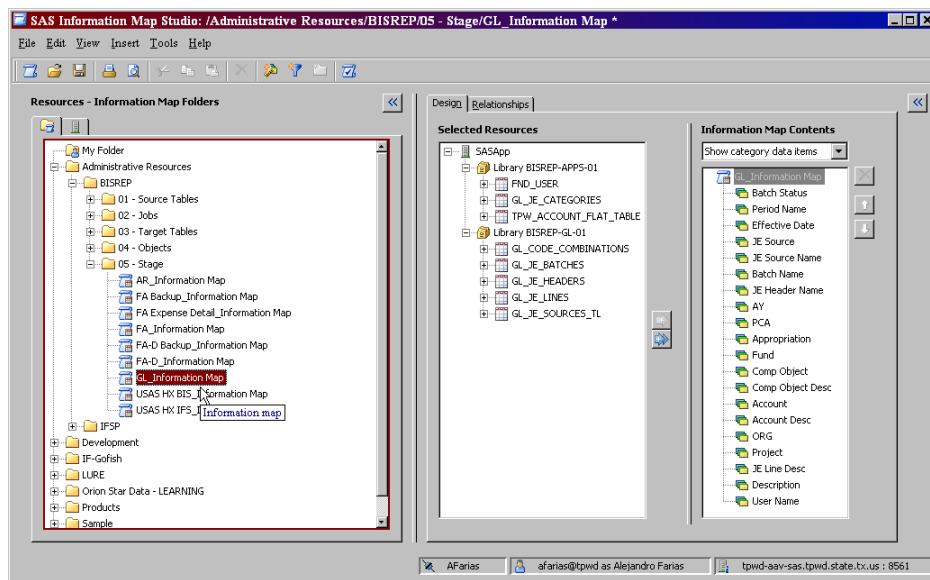 SAS Information Map Studio: /Administrative Resources/BISREP/05 - Stage/GL_Information Map *
File Edit View Insert Tools Help
Resources - Information Map Folders
My Folder
Administrative Resources
BISREP
01 - Source Tables
02 - Jobs
03 - Target Tables
04 - Objects
05 - Stage
AR_Information Map
FA Backup_Information Map
FA Expense Detail_Information Map
FA_Information Map
FA-D Backup_Information Map
FA-D_Information Map
GL_Information Map
USAS HX BIS_Information Map
USAS HX IFS_I
Information map
IFSP
Development
IF-Gofish
LURE
Orion Star Data - LEARNING
Products
Sample
Design Relationships
Selected Resources
SASApp
Library BISREP-APPS-01
FND_USER
GL_JE_CATEGORIES
TPW_ACCOUNT_FLAT_TABLE
Library BISREP-GL-01
GL_CODE_COMBINATIONS
GL_JE_BATCHES
GL_JE_HEADERS
GL_JE_LINES
GL_JE_SOURCES_TL
Information Map Contents
Show category data items
GL_Information Map
Batch Status
Period Name
Effective Date
JE Source
JE Source Name
Batch Name
JE Header Name
AY
PCA
Appropriation
Fund
Comp Object
Comp Object Desc
Account
Account Desc
ORG
Project
JE Line Desc
Description
User Name
AFarias
afarias@tpwd as Alejandro Farias
tpwd-aav-sas.tpwd.state.tx.us : 8561